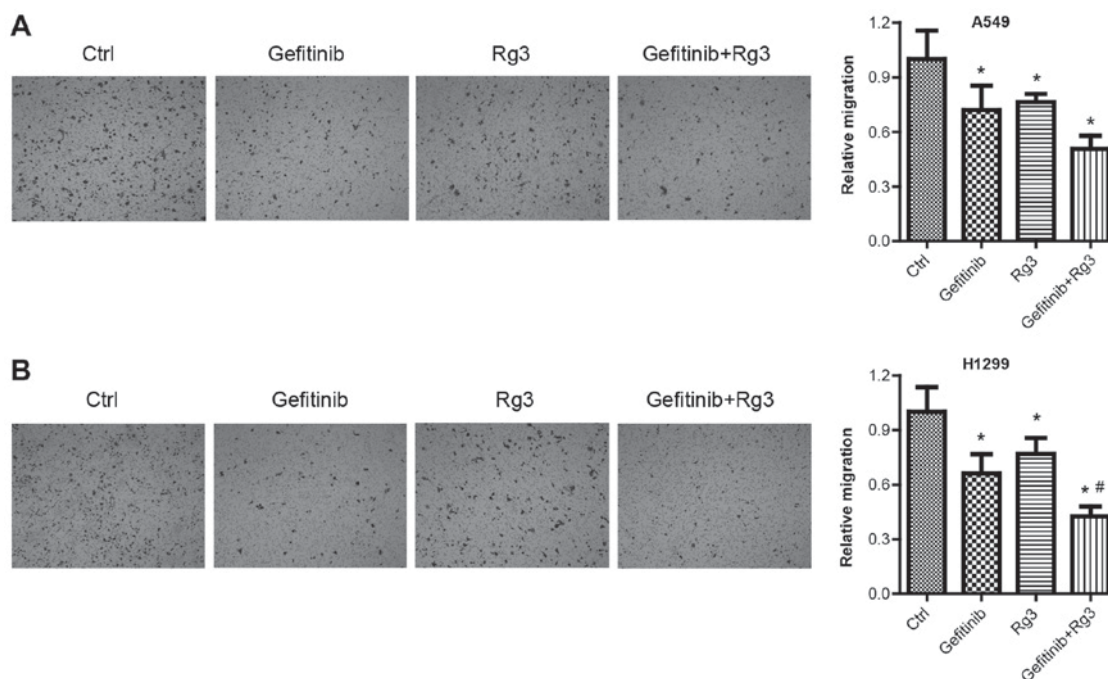 A
Ctrl Gefitinib Rg3 Gefitinib+Rg3
A549
Relative migration
1.2
0.9
0.6
0.3
0.0
* * *
Ctrl Gefitinib Rg3 Gefitinib+Rg3
B
Ctrl Gefitinib Rg3 Gefitinib+Rg3
H1299
Relative migration
1.2
0.9
0.6
0.3
0.0
* * * #
Ctrl Gefitinib Rg3 Gefitinib+Rg3